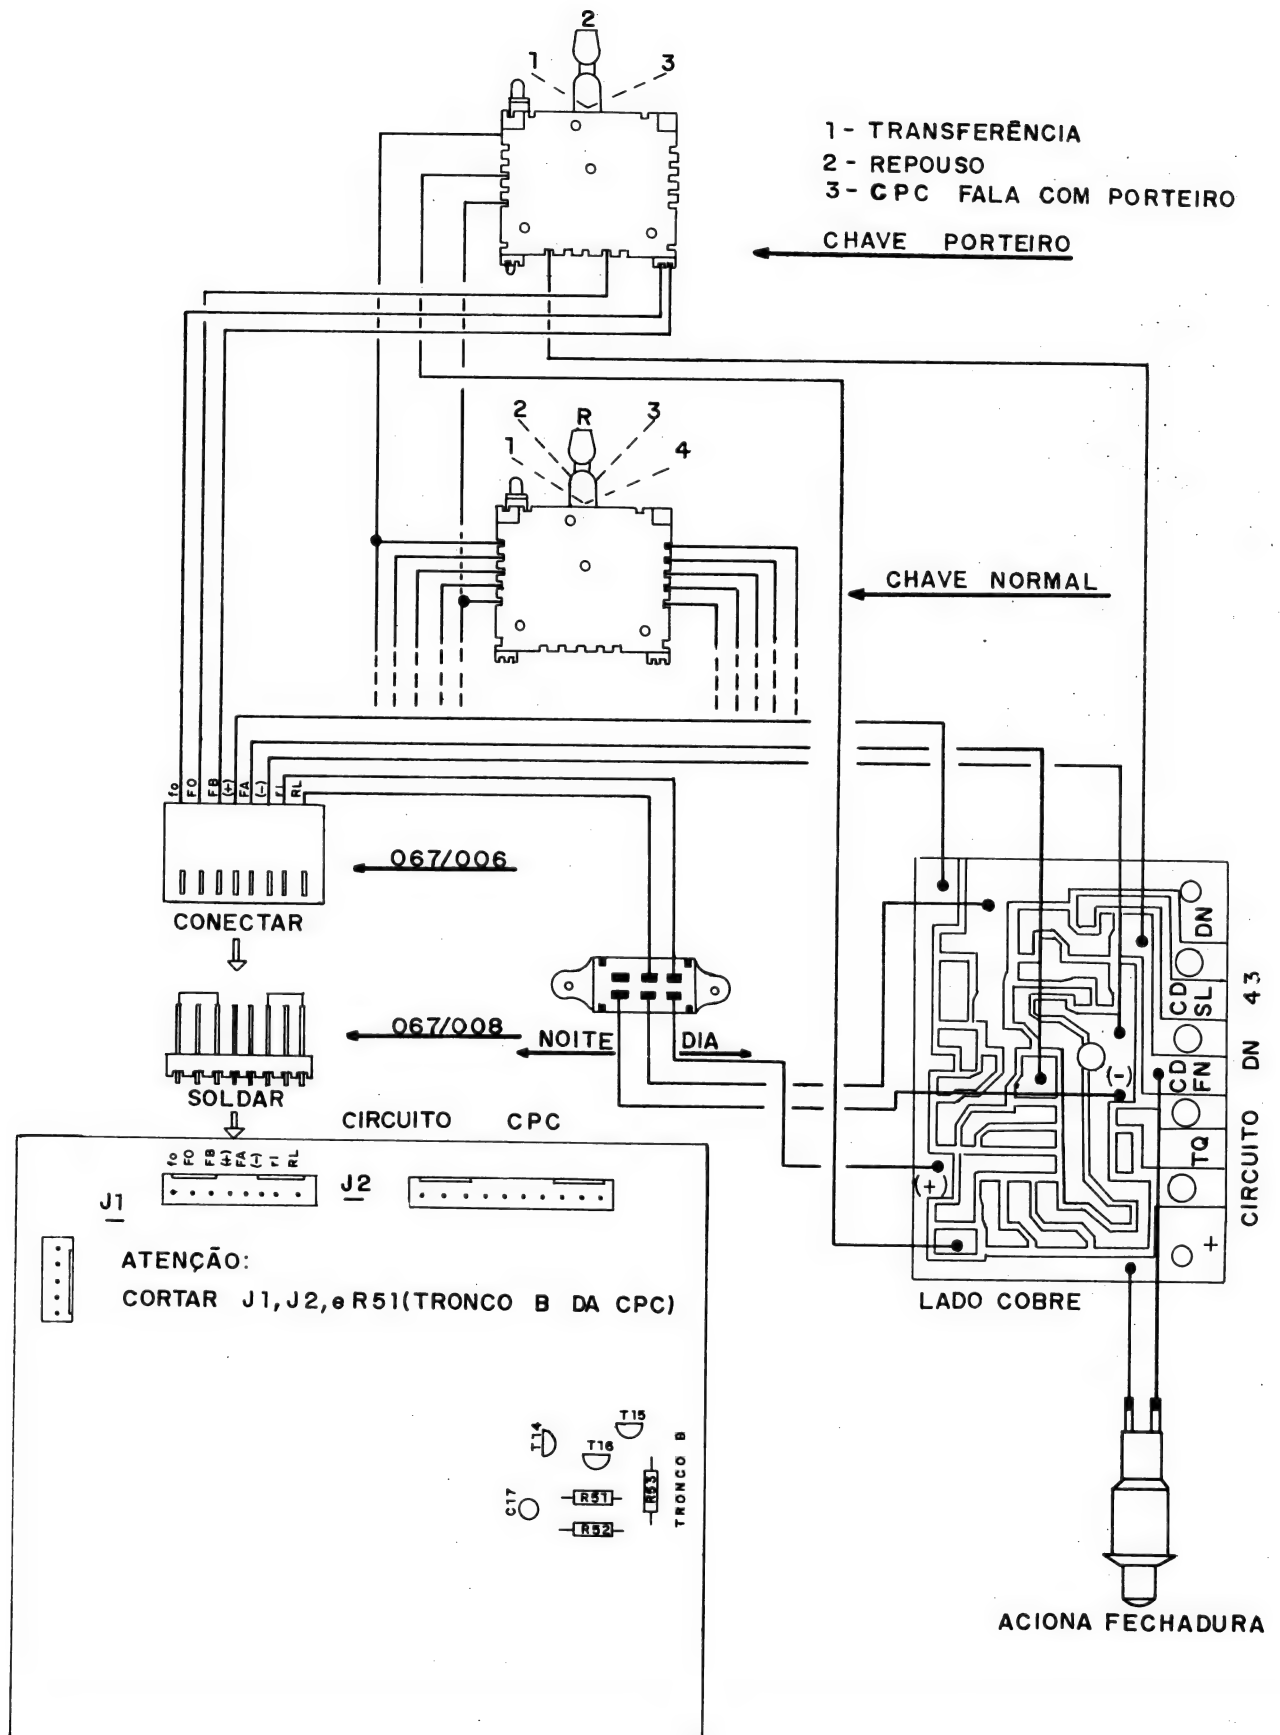 2
1
3
1- TRANSFERÊNCIA
2- REPOUSO
3- CPC FALA COM PORTEIRO
CHAVE PORTEIRO
2
R
3
1
4
CHAVE NORMAL
fo
FO
FB
(+)
FA
(-)
rl
RL
067/006
CONECTAR
067/008
NOITE
DIA
SOLDAR
CIRCUITO CPC
fo
FO
FB
(+)
FA
(-)
rl
RL
J1
J2
ATENÇÃO:
CORTAR J1,J2,e R51(TRONCO B DA CPC)
T14
T15
T16
C17
R51
R52
R53
TRONCO B
DN
CD SL
CD FN
TQ
+
(-)
(+)
CIRCUITO DN 43
LADO COBRE
ACIONA FECHADURA